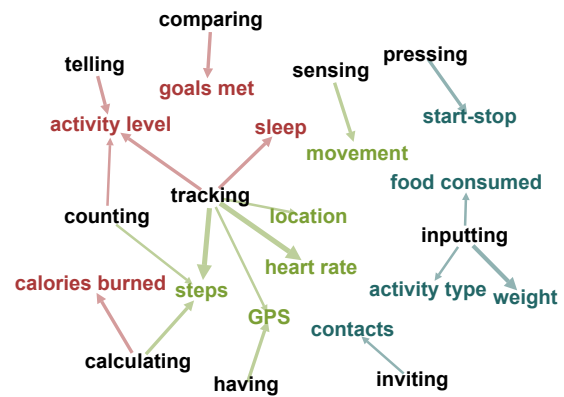 comparing
telling
pressing
sensing
goals met
start-stop
activity level
sleep
movement
food consumed
tracking
counting
location
inputting
heart rate
calories burned
steps
activity type
weight
GPS
contacts
calculating
having
inviting